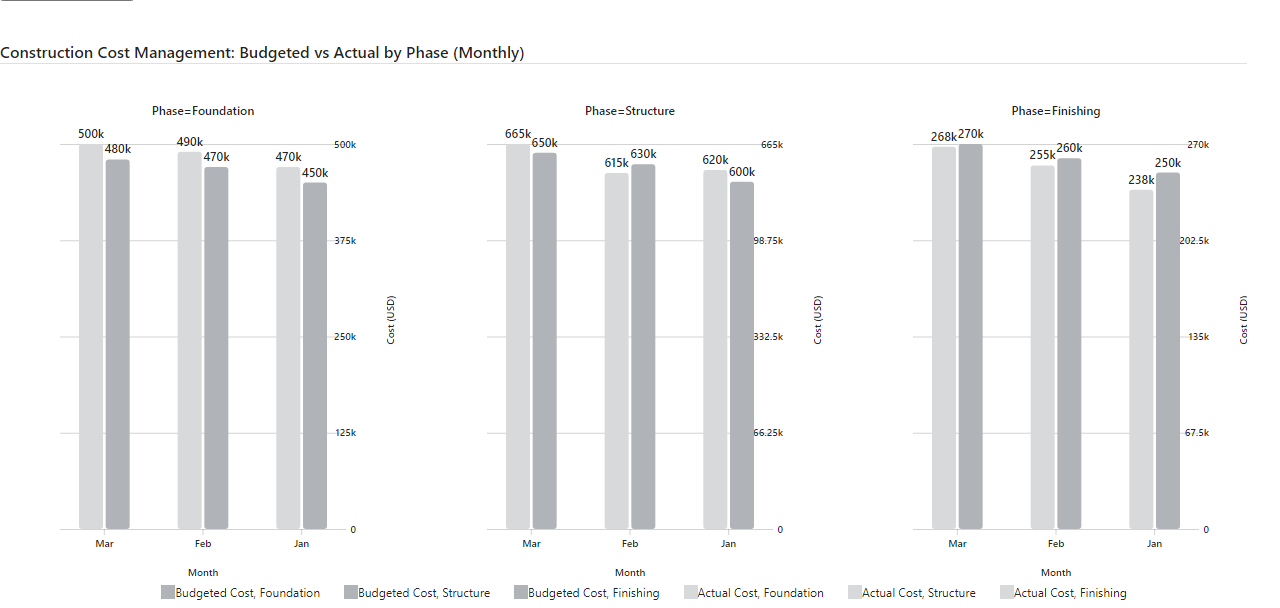 Construction Cost Management: Budgeted vs Actual by Phase (Monthly)
Phase=Foundation
500k
480k
490k
470k
470k
450k
500k
375k
250k
125k
0
Cost (USD)
Mar
Feb
Jan
Month
Phase=Structure
665k
650k
615k
630k
620k
600k
665k
98.75k
332.5k
66.25k
0
Cost (USD)
Mar
Feb
Jan
Month
Phase=Finishing
268k
270k
255k
260k
238k
250k
270k
202.5k
135k
67.5k
0
Cost (USD)
Mar
Feb
Jan
Month
Budgeted Cost, Foundation
Budgeted Cost, Structure
Budgeted Cost, Finishing
Actual Cost, Foundation
Actual Cost, Structure
Actual Cost, Finishing